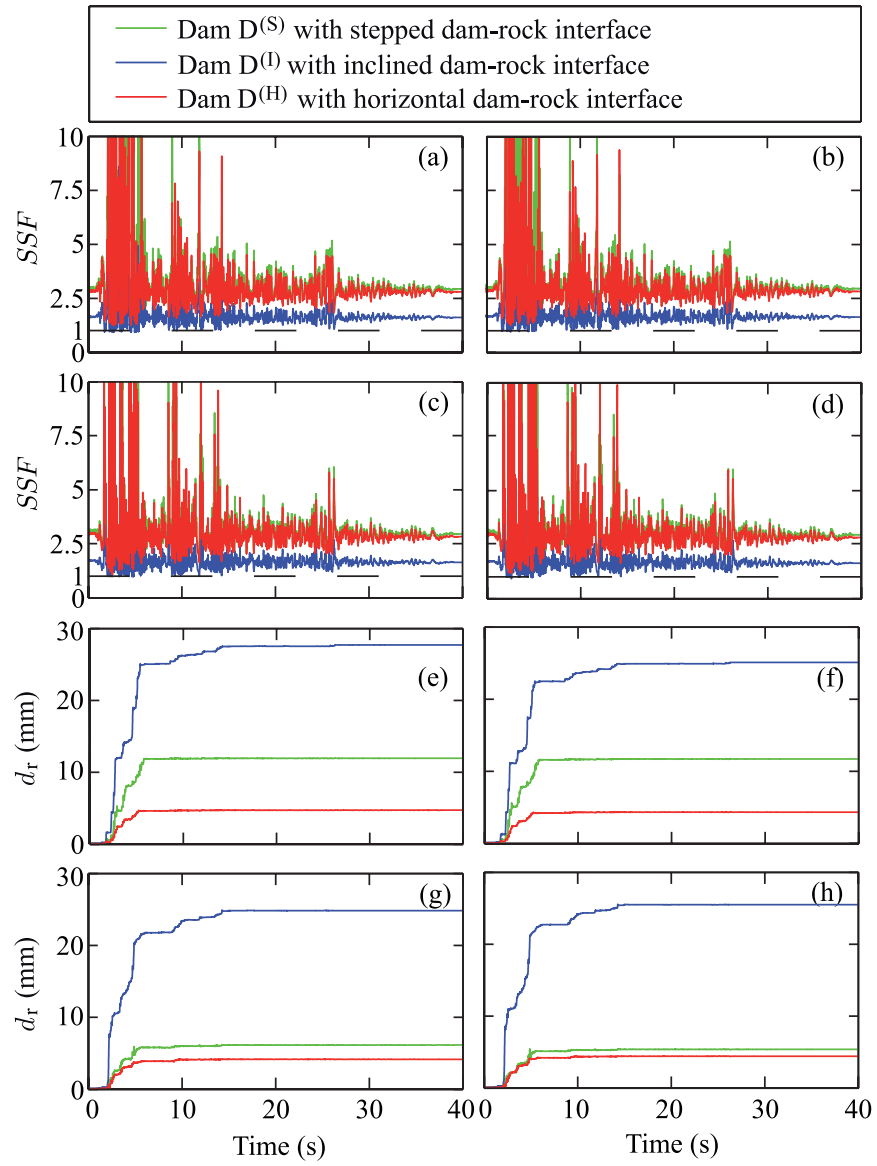 Dam D(S) with stepped dam-rock interface
Dam D(I) with inclined dam-rock interface
Dam D(H) with horizontal dam-rock interface
10
7.5
5
2.5
1
0
SSF
(a)
(b)
10
7.5
5
2.5
1
0
SSF
(c)
(d)
30
20
10
0
dr (mm)
(e)
(f)
30
20
10
0
dr (mm)
(g)
(h)
0 10 20 30 40 0 10 20 30 40
Time (s) Time (s)